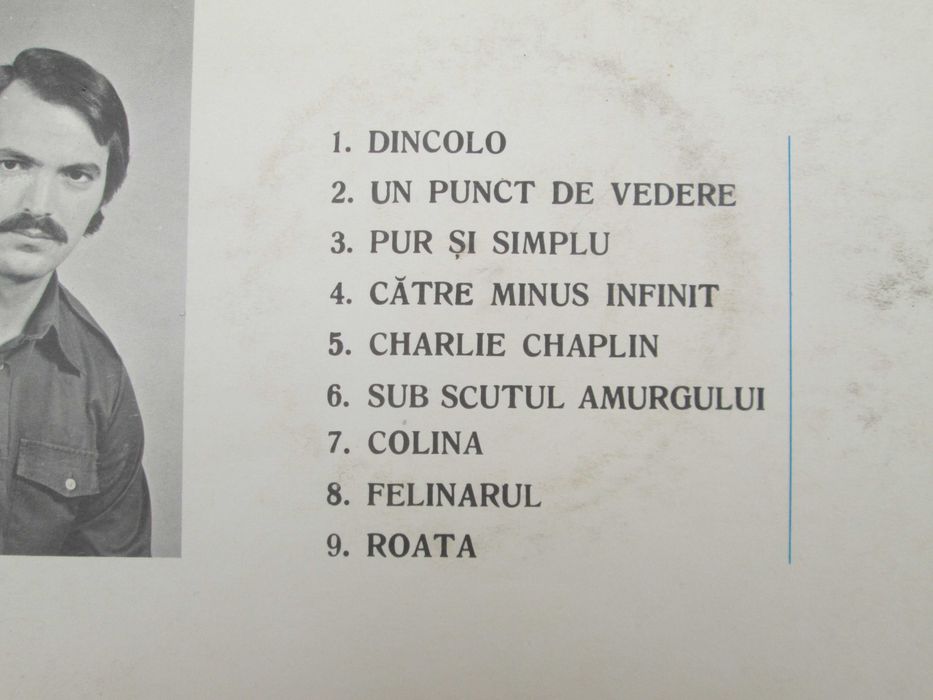 1. DINCOLO
2. UN PUNCT DE VEDERE
3. PUR ȘI SIMPLU
4. CĂTRE MINUS INFINIT
5. CHARLIE CHAPLIN
6. SUB SCUTUL AMURGULUI
7. COLINA
8. FELINARUL
9. ROATA